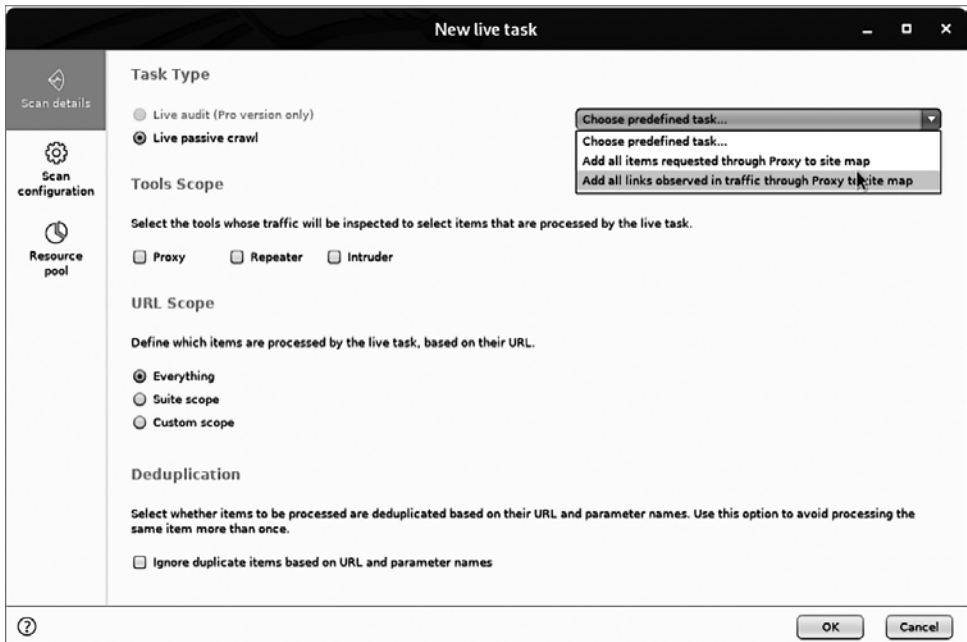 New live task
Scan details
Scan
configuration
Resource
pool
Task Type
Live audit (Pro version only)
Live passive crawl
Choose predefined task...
Choose predefined task...
Add all items requested through Proxy to site map
Add all links observed in traffic through Proxy to site map
Tools Scope
Select the tools whose traffic will be inspected to select items that are processed by the live task.
Proxy Repeater Intruder
URL Scope
Define which items are processed by the live task, based on their URL.
Everything
Suite scope
Custom scope
Deduplication
Select whether items to be processed are deduplicated based on their URL and parameter names. Use this option to avoid processing the
same item more than once.
Ignore duplicate items based on URL and parameter names
?
OK Cancel